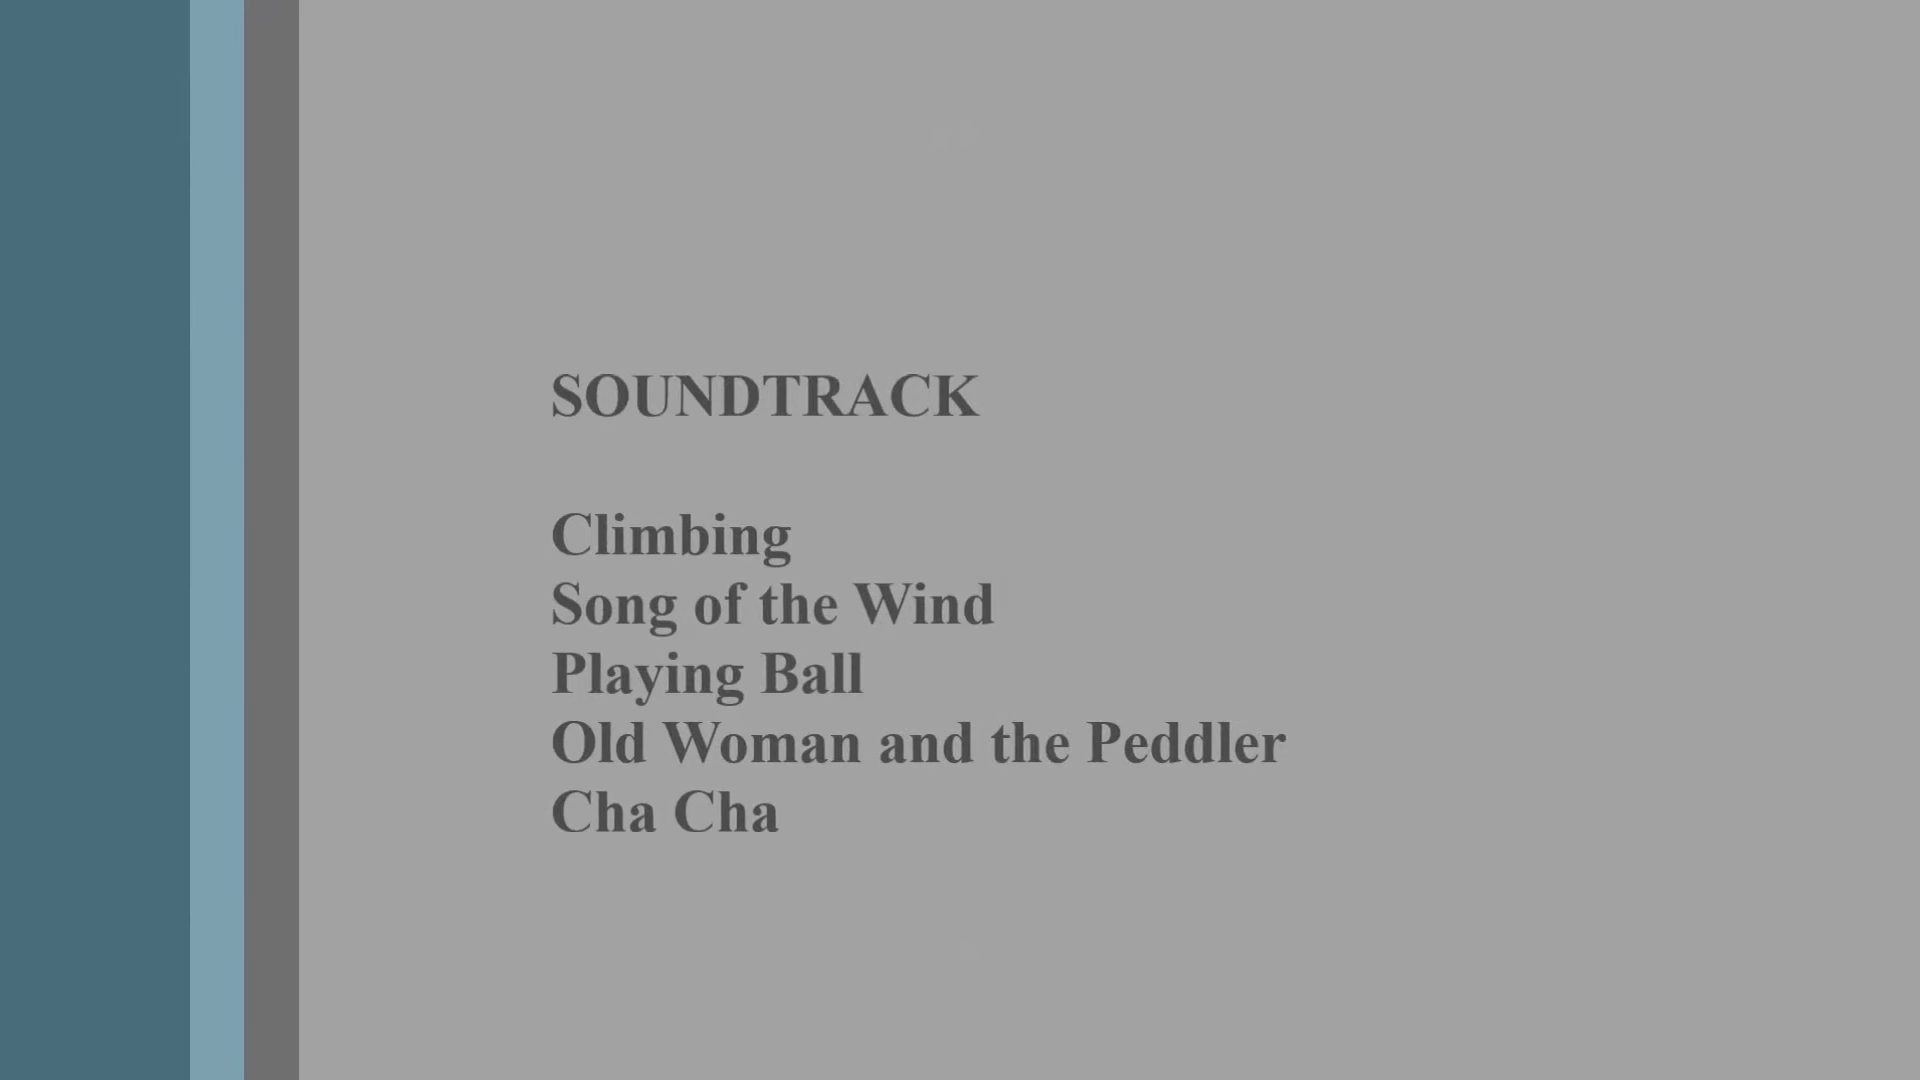 SOUNDTRACK
Climbing
Song of the Wind
Playing Ball
Old Woman and the Peddler
Cha Cha